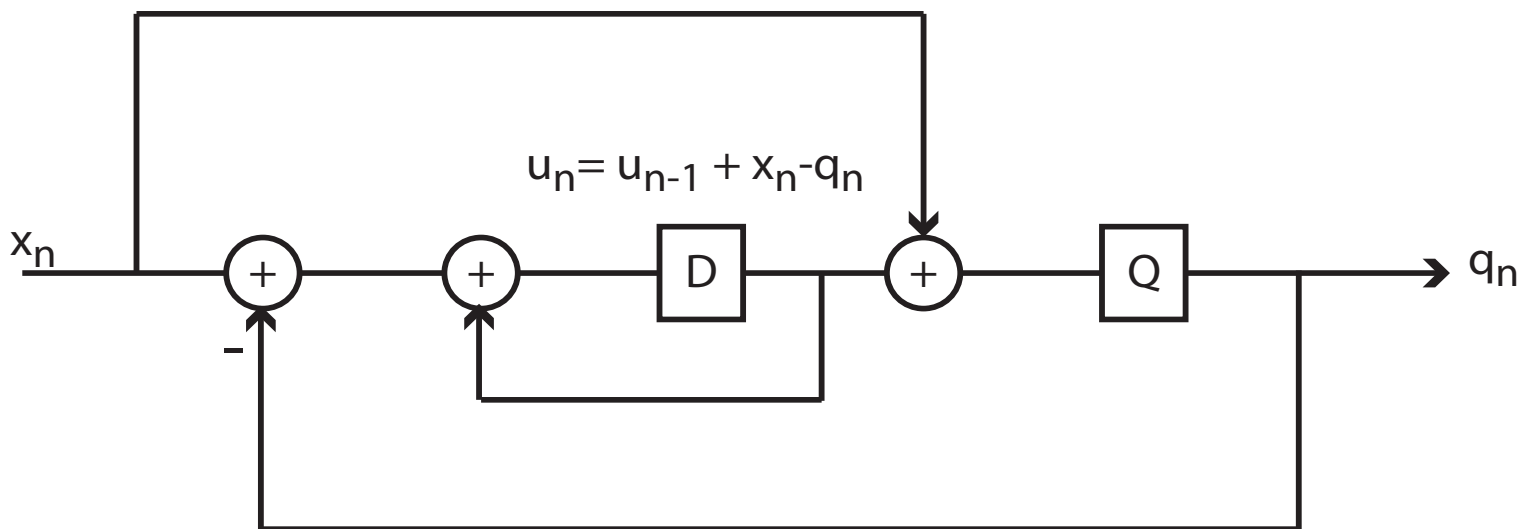 uₙ= uₙ₋₁ + xₙ-qₙ
xₙ
+
+
D
+
Q
qₙ
-